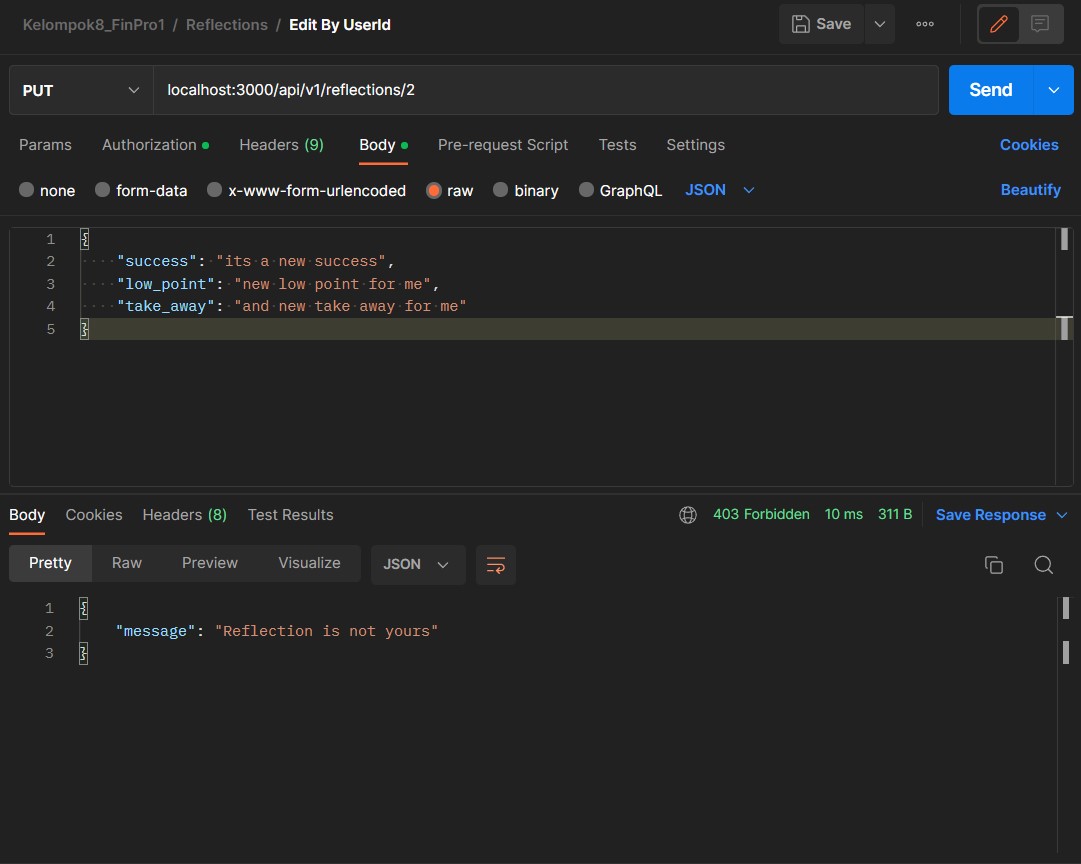 Kelompok8_FinPro1 / Reflections / Edit By UserId
Save
PUT
localhost:3000/api/v1/reflections/2
Send
Params Authorization Headers (9) Body Pre-request Script Tests Settings Cookies
none form-data x-www-form-urlencoded raw binary GraphQL JSON Beautify
1 {
2 "success": "its a new success",
3 "low_point": "new low point for me",
4 "take_away": "and new take away for me"
5 }
Body Cookies Headers (8) Test Results 403 Forbidden 10 ms 311 B Save Response
Pretty Raw Preview Visualize JSON
1 {
2 "message": "Reflection is not yours"
3 }